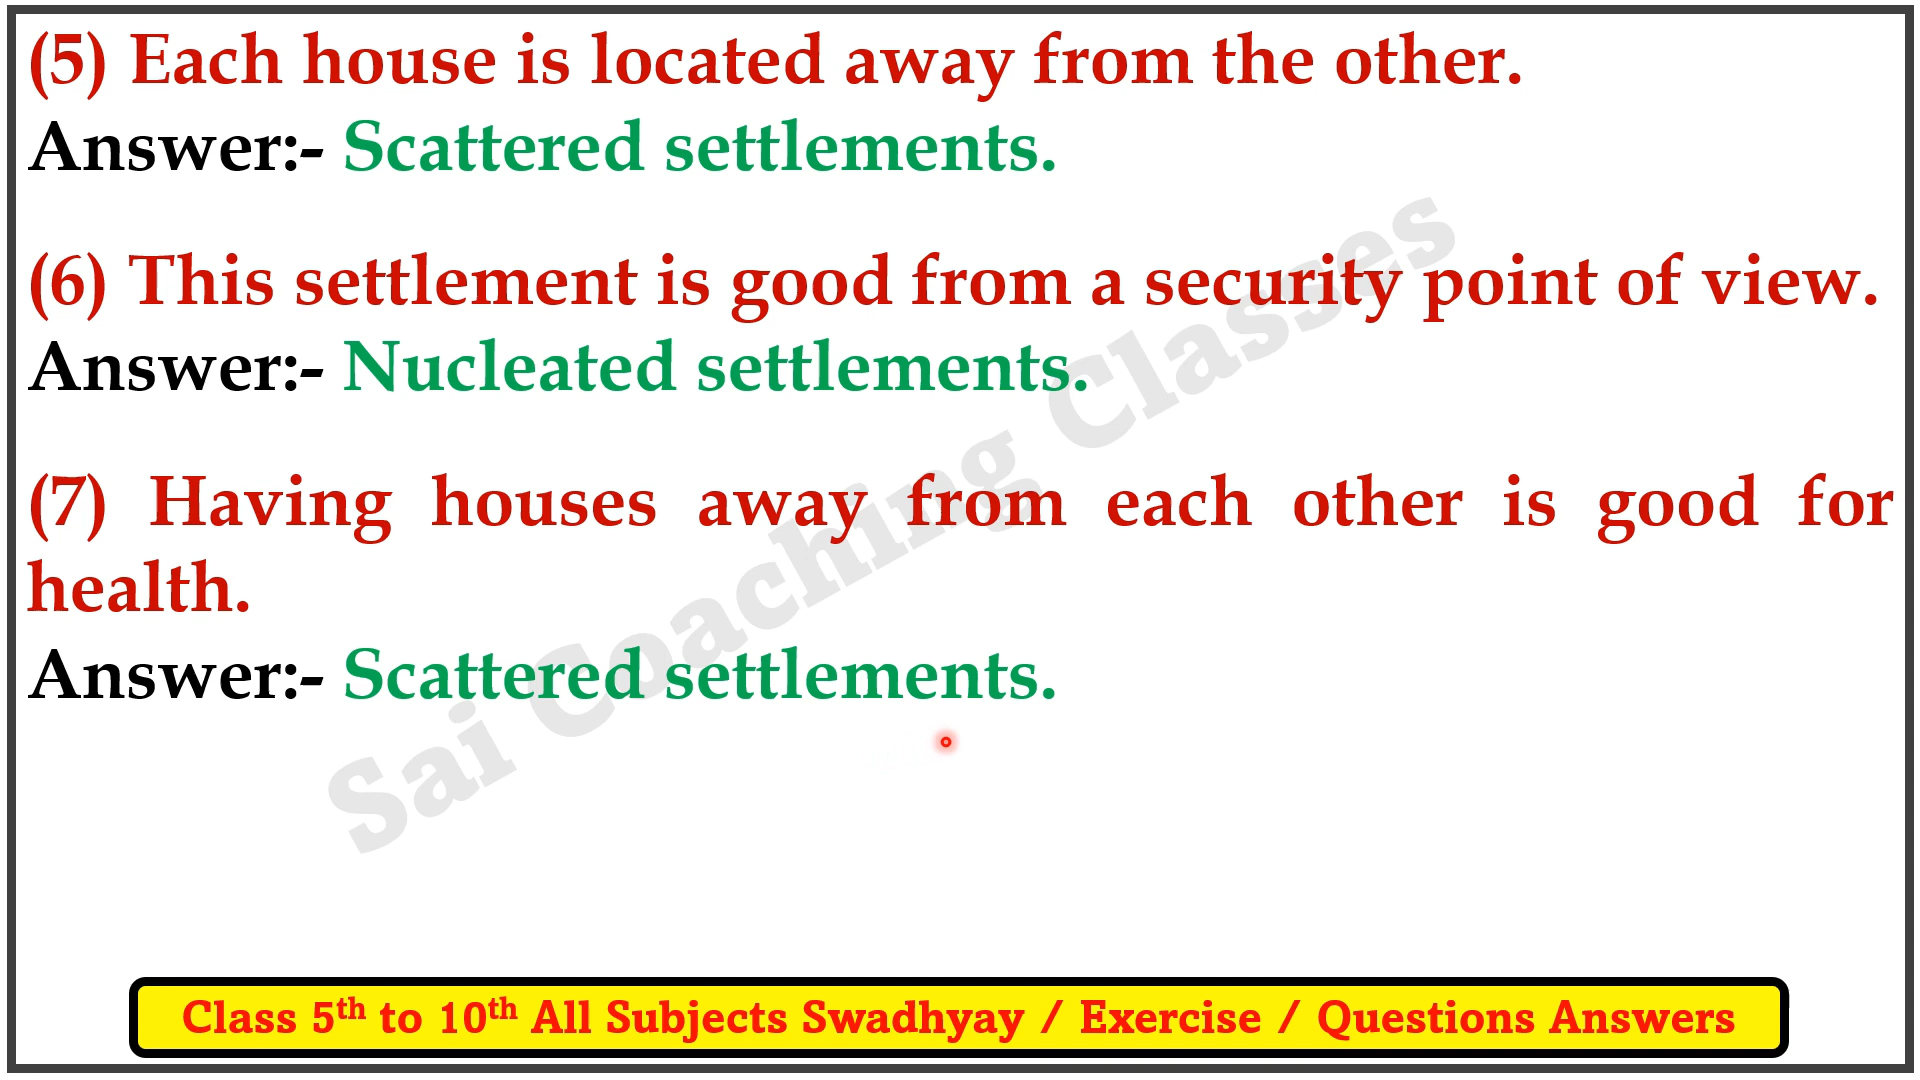 (5) Each house is located away from the other.
Answer:- Scattered settlements.
(6) This settlement is good from a security point of view.
Answer:- Nucleated settlements.
(7) Having houses away from each other is good for
health.
Answer:- Scattered settlements.
Sai Coaching Classes
Class 5th to 10th All Subjects Swadhyay / Exercise / Questions Answers